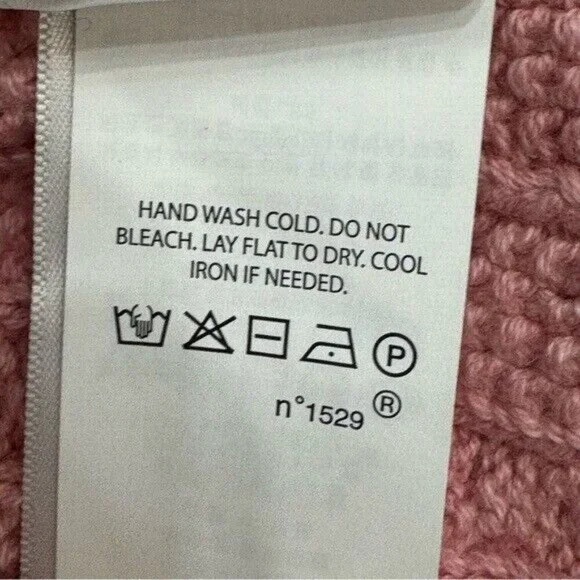 HAND WASH COLD. DO NOT
BLEACH. LAY FLAT TO DRY. COOL
IRON IF NEEDED.
P
n°1529 ®